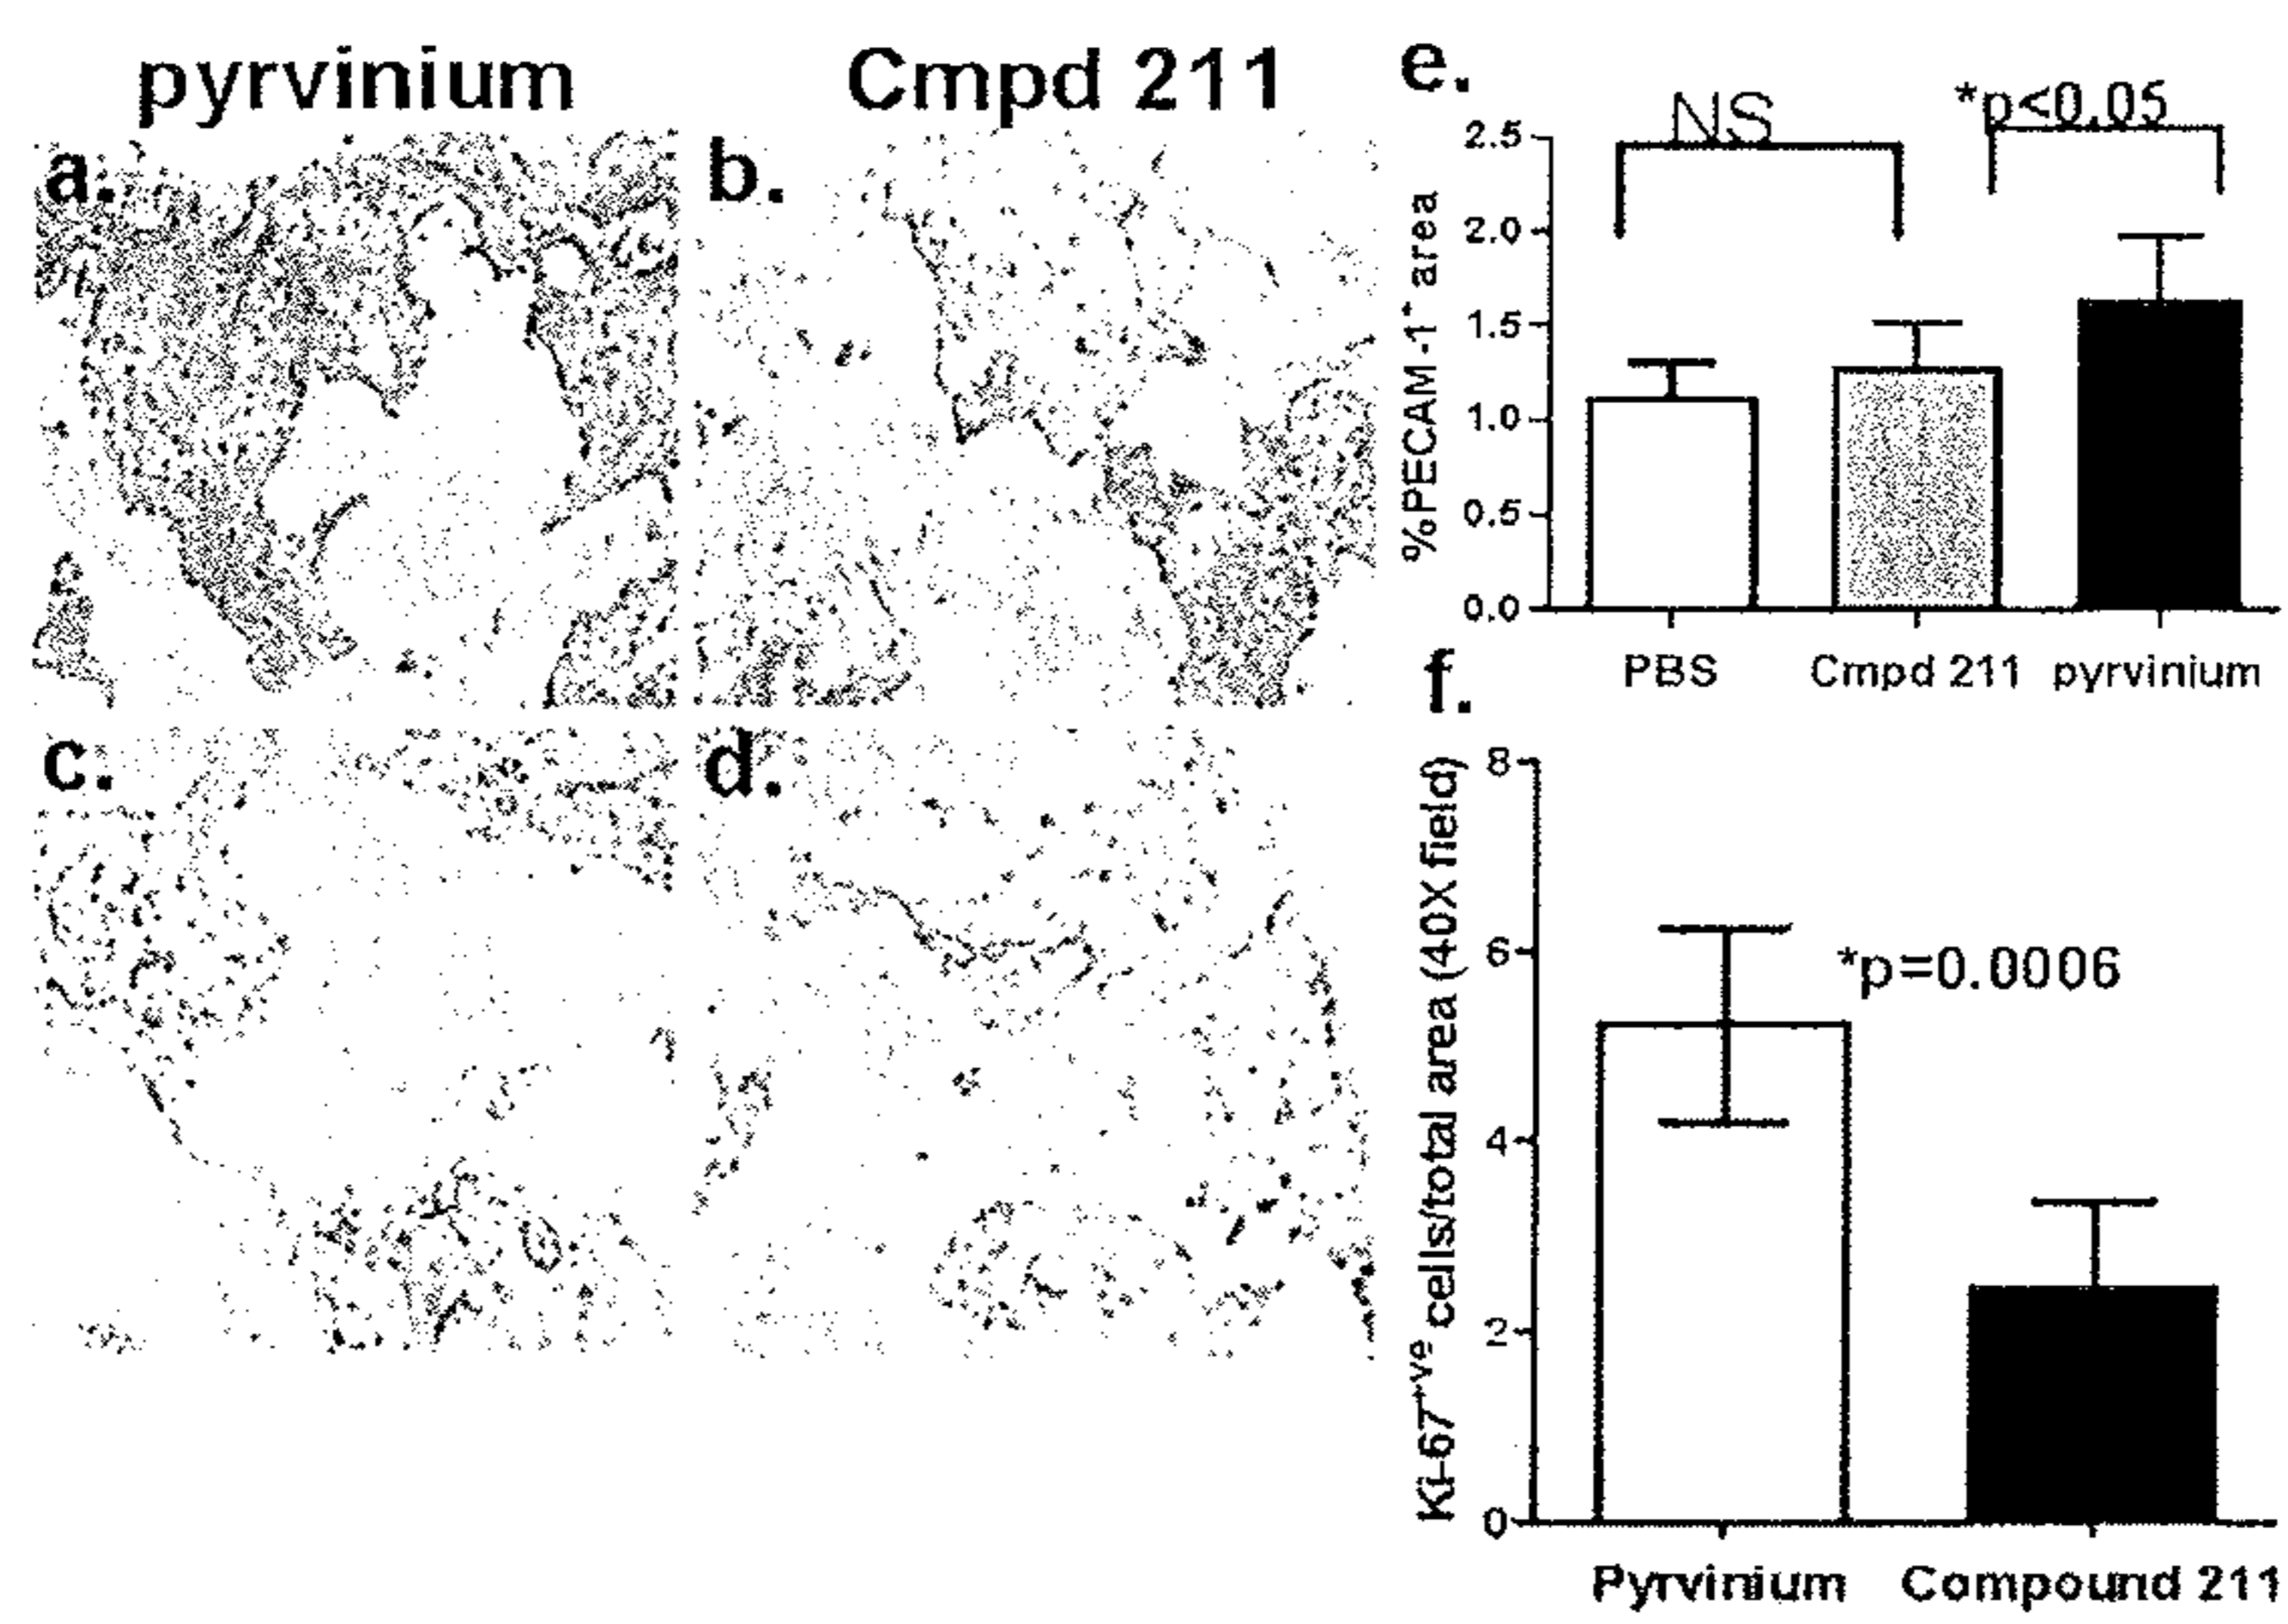 pyrvinium
Cmpd 211
a.
b.
c.
d.
e.
NS
*p<0.05
2.5
2.0
1.5
1.0
0.5
0.0
%PECAM-1+ area
PBS
Cmpd 211
pyrvinium
f.
8
6
4
2
0
Ki-67+ve cells/total area (40X field)
*p=0.0006
Pyrvinium
Compound 211